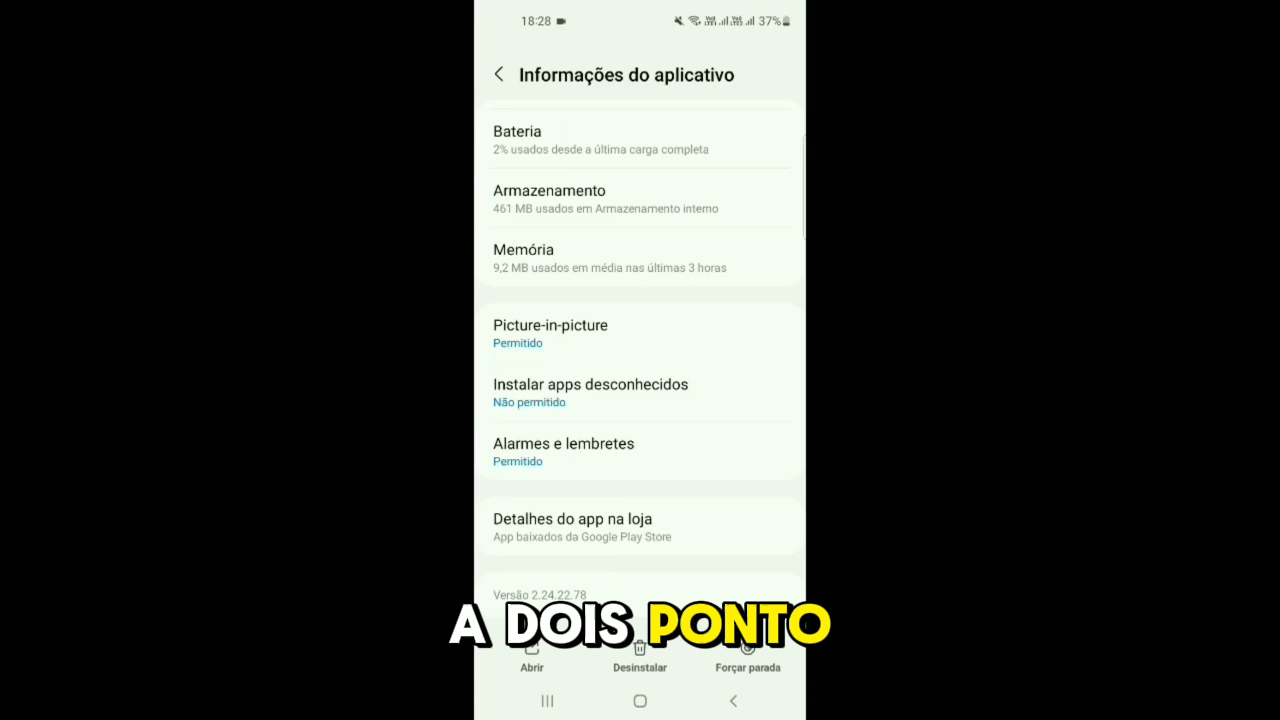 18:28
37%
Informações do aplicativo
Bateria
2% usados desde a última carga completa
Armazenamento
461 MB usados em Armazenamento interno
Memória
9,2 MB usados em média nas últimas 3 horas
Picture-in-picture
Permitido
Instalar apps desconhecidos
Não permitido
Alarmes e lembretes
Permitido
Detalhes do app na loja
App baixados da Google Play Store
Versão 2.24.22.78
A DOIS PONTO
Abrir
Desinstalar
Forçar parada